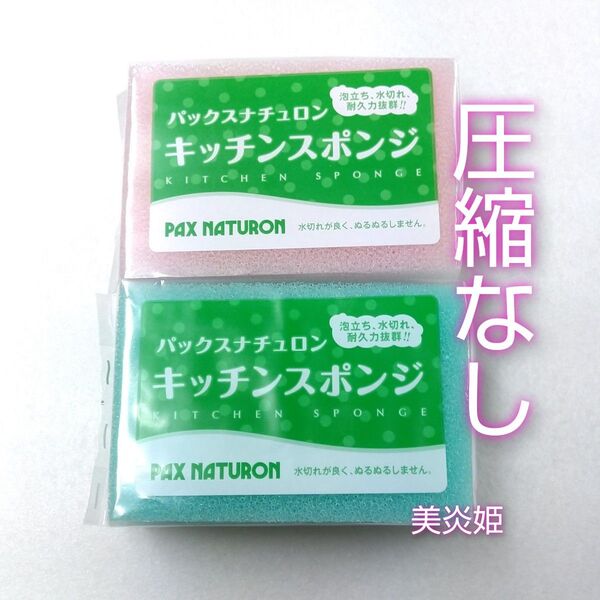 泡立ち、水切れ、
耐久力抜群!!
パックスナチュロン
キッチンスポンジ
KITCHEN SPONGE
PAX NATURON 水切れが良く、ぬるぬるしません。
泡立ち、水切れ、
耐久力抜群!!
パックスナチュロン
キッチンスポンジ
KITCHEN SPONGE
PAX NATURON 水切れが良く、ぬるぬるしません。
圧縮なし
美炎姫